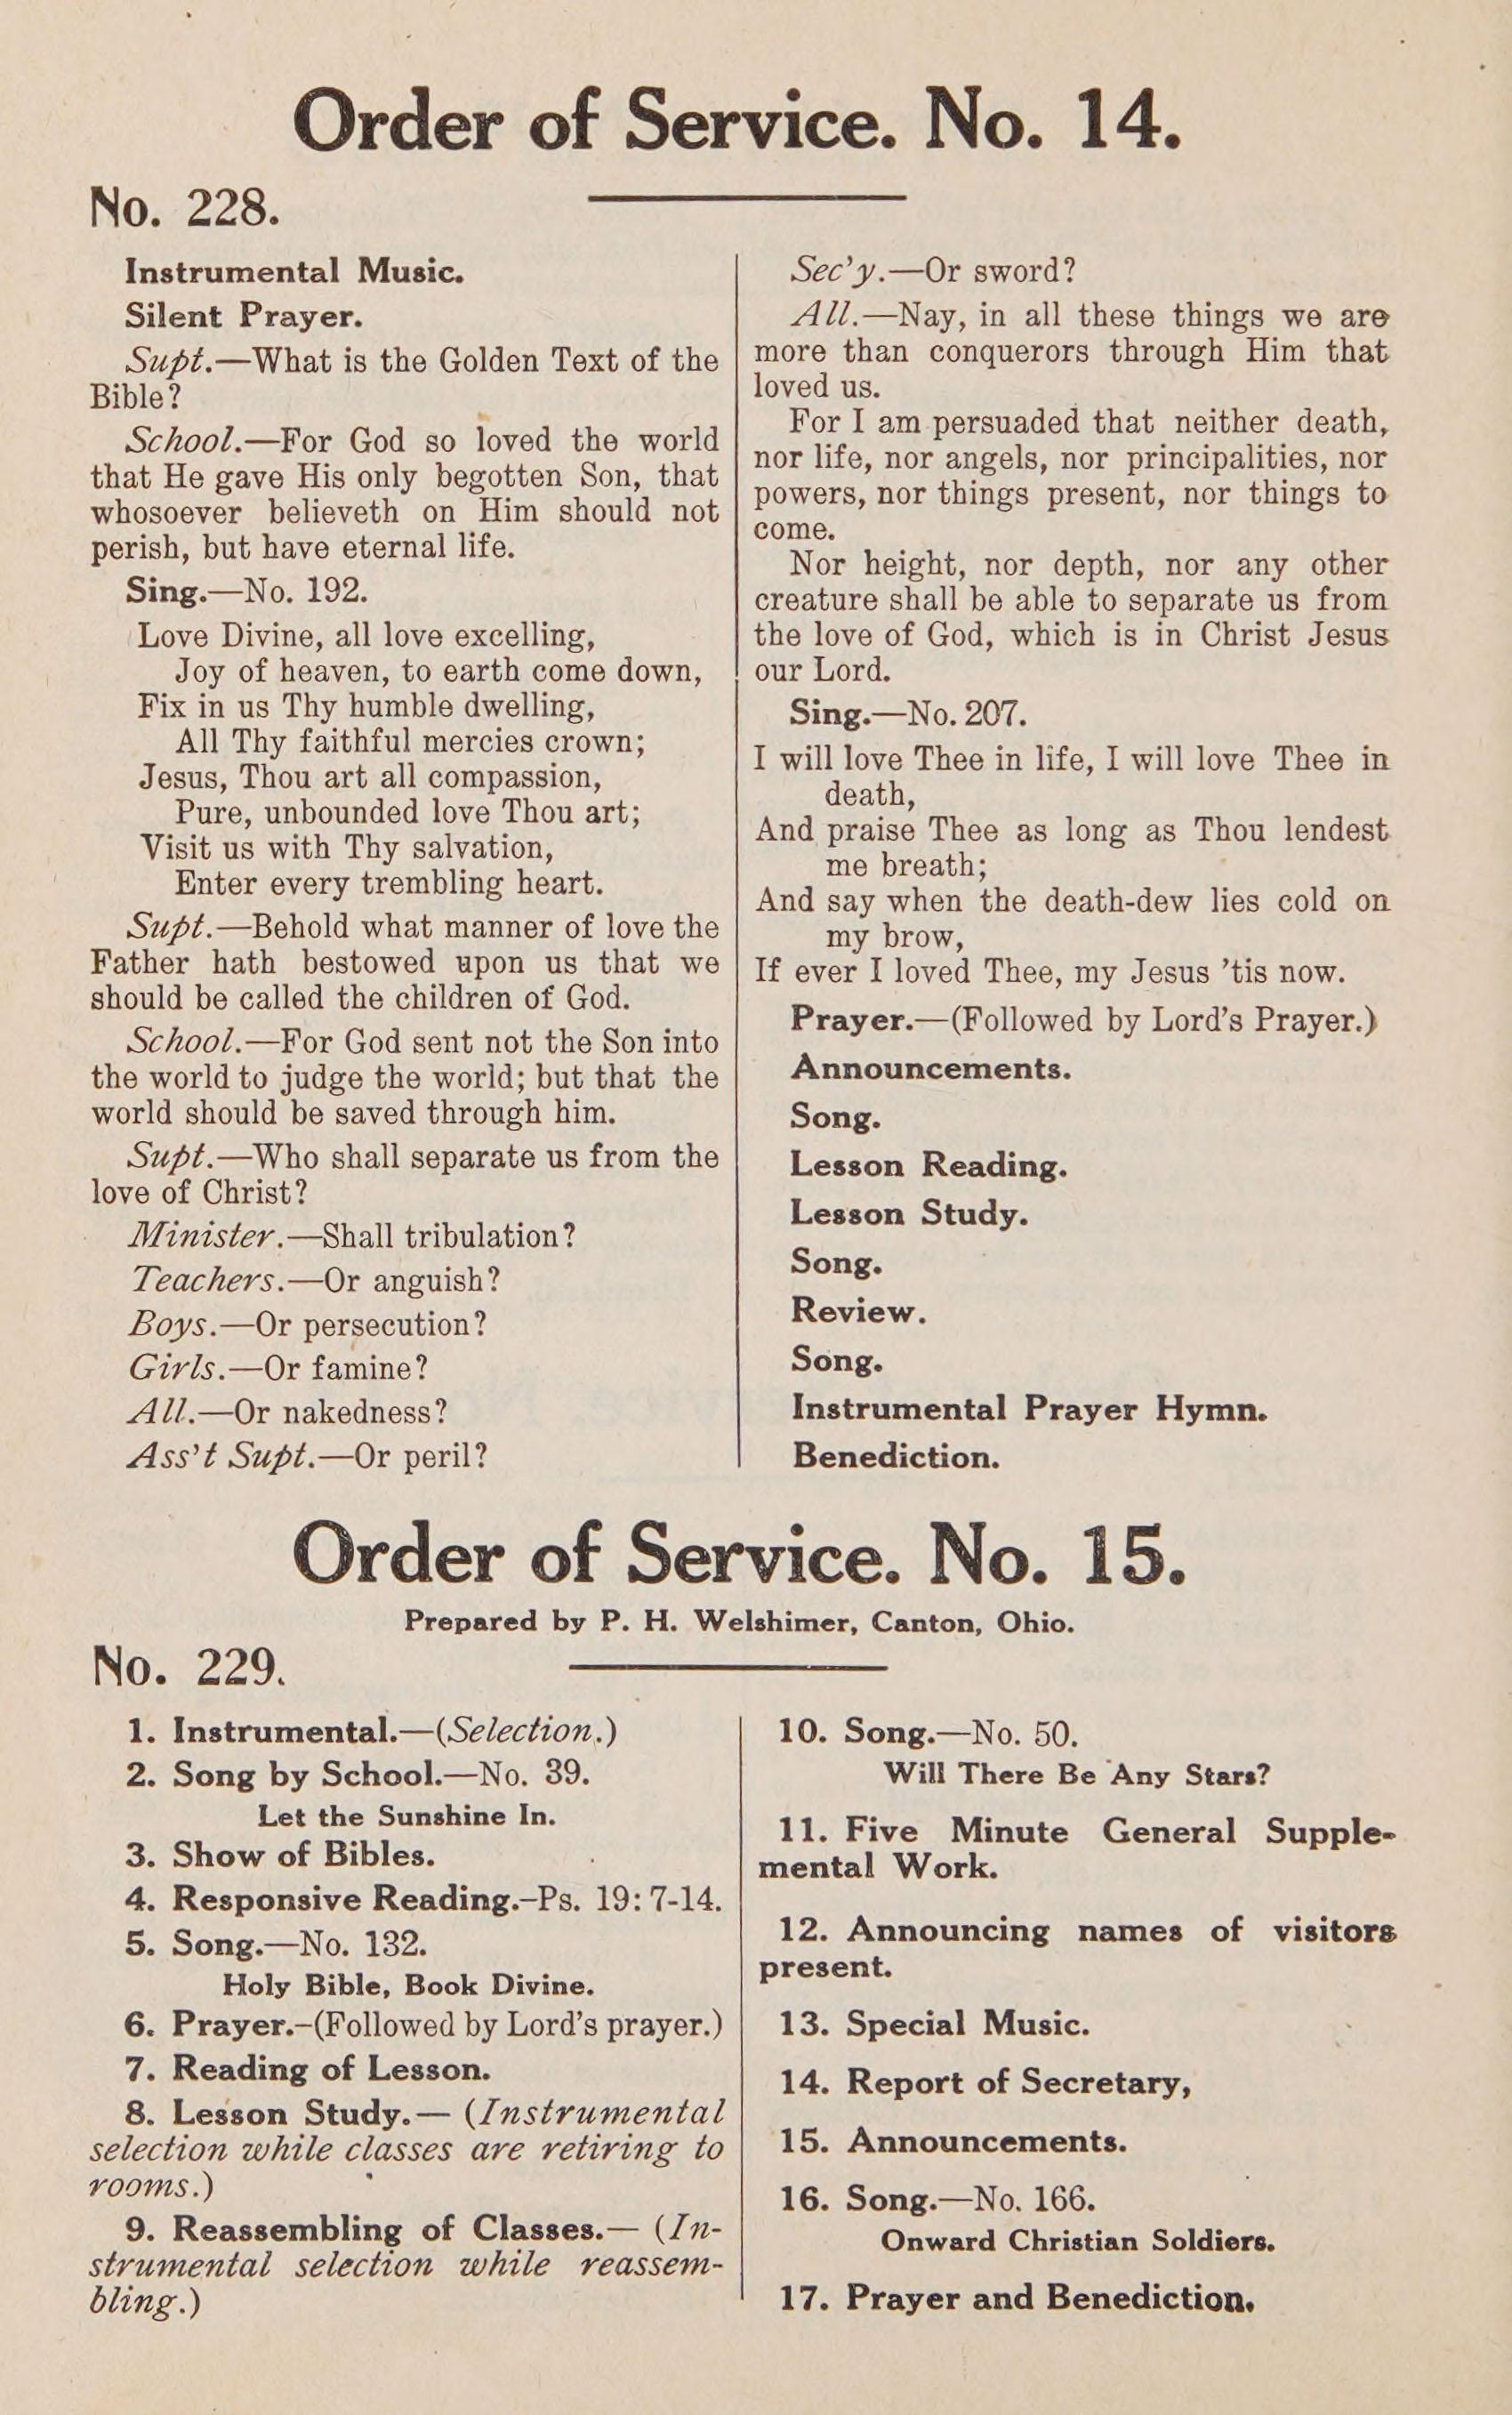 Order of Service. No. 14.
No. 228.
Instrumental Music.
Silent Prayer.
Supt.—What is the Golden Text of the
Bible?
School.—For God so loved the world
that He gave His only begotten Son, that
whosoever believeth on Him should not
perish, but have eternal life.
Sing.—No. 192.
Love Divine, all love excelling,
Joy of heaven, to earth come down,
Fix in us Thy humble dwelling,
All Thy faithful mercies crown;
Jesus, Thou art all compassion,
Pure, unbounded love Thou art;
Visit us with Thy salvation,
Enter every trembling heart.
Supt.—Behold what manner of love the
Father hath bestowed upon us that we
should be called the children of God.
School.—For God sent not the Son into
the world to judge the world; but that the
world should be saved through him.
Supt.—Who shall separate us from the
love of Christ?
Minister.—Shall tribulation?
Teachers.—Or anguish?
Boys.—Or persecution?
Girls.—Or famine?
All.—Or nakedness?
Ass't Supt.—Or peril?
Sec'y.—Or sword?
All.—Nay, in all these things we are
more than conquerors through Him that
loved us.
For I am persuaded that neither death,
nor life, nor angels, nor principalities, nor
powers, nor things present, nor things to
come.
Nor height, nor depth, nor any other
creature shall be able to separate us from
the love of God, which is in Christ Jesus
our Lord.
Sing.—No. 207.
I will love Thee in life, I will love Thee in
death,
And praise Thee as long as Thou lendest
me breath;
And say when the death-dew lies cold on
my brow,
If ever I loved Thee, my Jesus 'tis now.
Prayer.—(Followed by Lord's Prayer.)
Announcements.
Song.
Lesson Reading.
Lesson Study.
Song.
Review.
Song.
Instrumental Prayer Hymn.
Benediction.
Order of Service. No. 15.
Prepared by P. H. Welshimer, Canton, Ohio.
No. 229.
1. Instrumental.—(Selection.)
2. Song by School.—No. 39.
Let the Sunshine In.
3. Show of Bibles.
4. Responsive Reading.–Ps. 19: 7-14.
5. Song.—No. 132.
Holy Bible, Book Divine.
6. Prayer.–(Followed by Lord's prayer.)
7. Reading of Lesson.
8. Lesson Study.— (Instrumental
selection while classes are retiring to
rooms.)
9. Reassembling of Classes.— (In-
strumental selection while reassem-
bling.)
10. Song.—No. 50.
Will There Be Any Stars?
11. Five Minute General Supple-
mental Work.
12. Announcing names of visitors
present.
13. Special Music.
14. Report of Secretary,
15. Announcements.
16. Song.—No. 166.
Onward Christian Soldiers.
17. Prayer and Benediction.